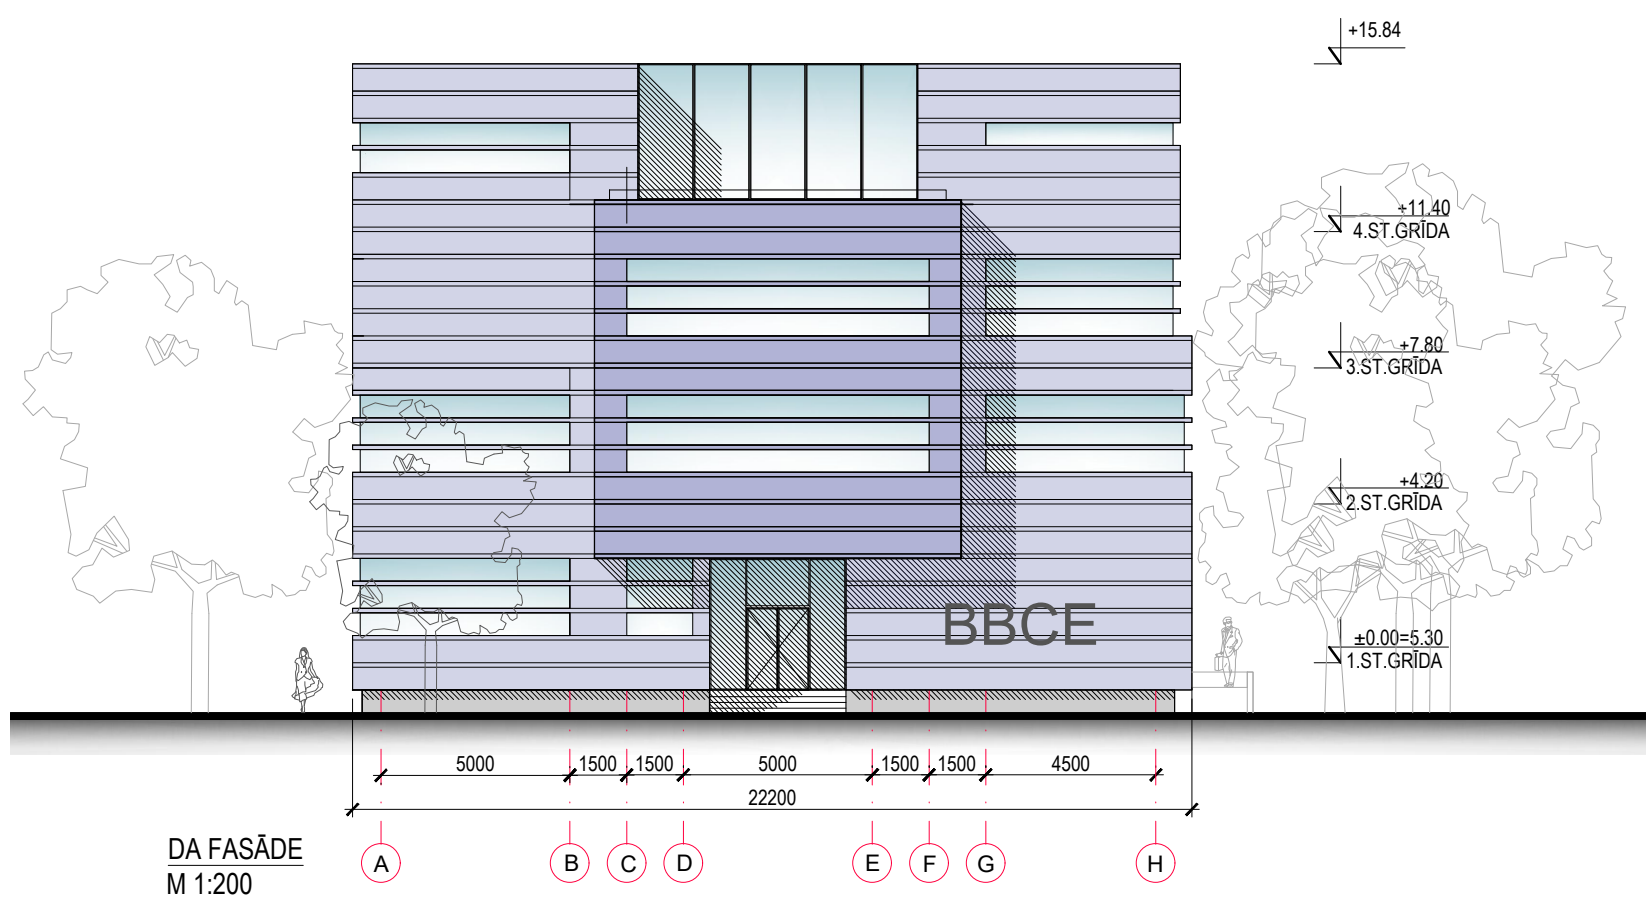 +15.84
+11.40
4.ST.GRĪDA
+7.80
3.ST.GRĪDA
+4.20
2.ST.GRĪDA
BBCE
±0.00=5.30
1.ST.GRĪDA
5000 1500 1500 5000 1500 1500 4500
22200
A B C D E F G H
DA FASĀDE
M 1:200